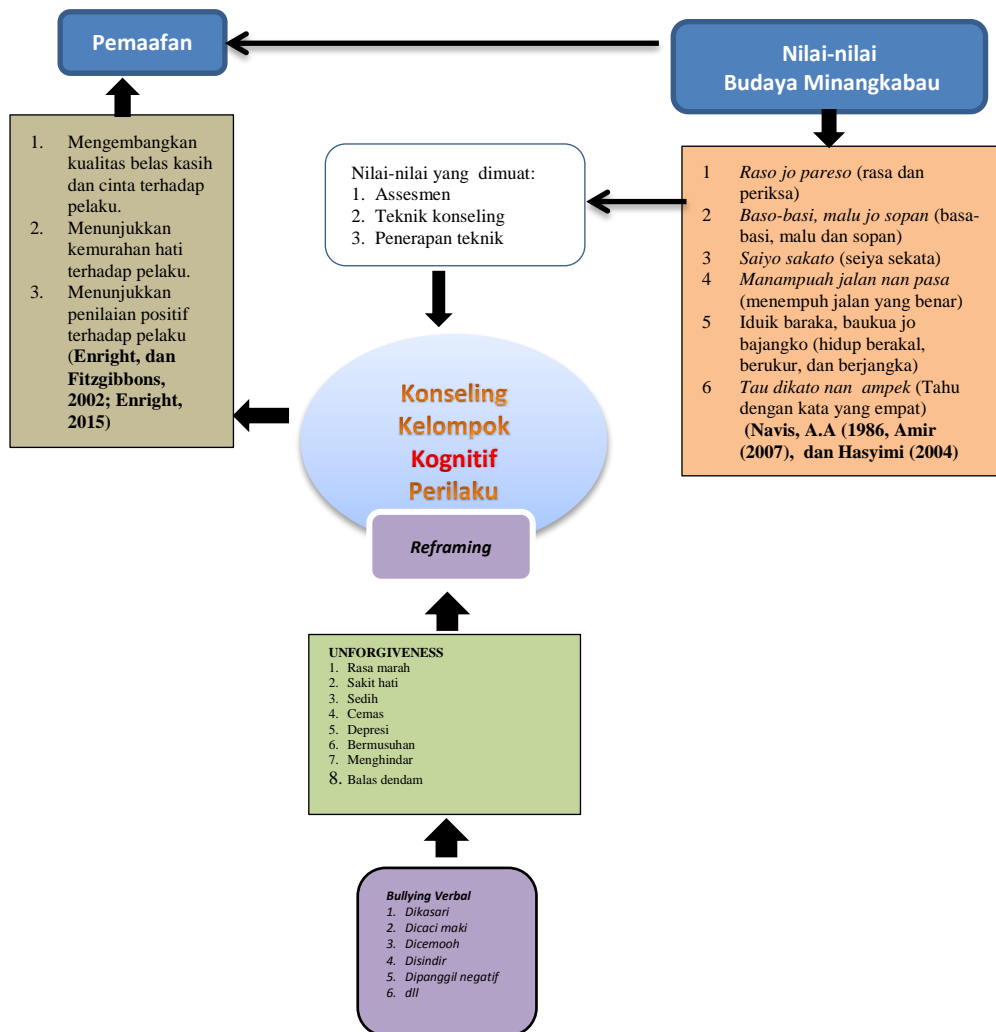 Pemaafan
Nilai-nilai
Budaya Minangkabau
1. Mengembangkan
kualitas belas kasih
dan cinta terhadap
pelaku.
2. Menunjukkan
kemurahan hati
terhadap pelaku.
3. Menunjukkan
penilaian positif
terhadap pelaku
(Enright, dan
Fitzgibbons,
2002; Enright,
2015)
Nilai-nilai yang dimuat:
1. Assesmen
2. Teknik konseling
3. Penerapan teknik
1 Raso jo pareso (rasa dan
periksa)
2 Baso-basi, malu jo sopan (basa-
basi, malu dan sopan)
3 Saiyo sakato (seiya sekata)
4 Manampuah jalan nan pasa
(menempuh jalan yang benar)
5 Iduik baraka, baukua jo
bajangko (hidup berakal,
berukur, dan berjangka)
6 Tau dikato nan ampek (Tahu
dengan kata yang empat)
(Navis, A.A (1986, Amir
(2007), dan Hasyimi (2004)
Konseling
Kelompok
Kognitif
Perilaku
Reframing
UNFORGIVENESS
1. Rasa marah
2. Sakit hati
3. Sedih
4. Cemas
5. Depresi
6. Bermusuhan
7. Menghindar
8. Balas dendam
Bullying Verbal
1. Dikasari
2. Dicaci maki
3. Dicemooh
4. Disindir
5. Dipanggil negatif
6. dll